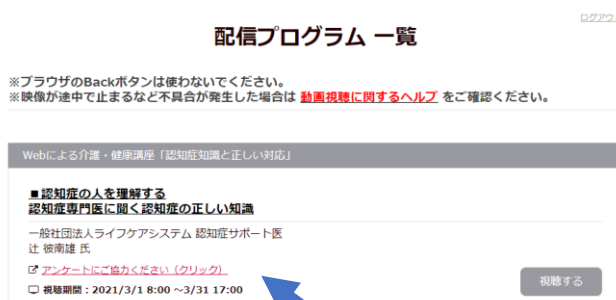 ログアウ
配信プログラム 一覧
※ブラウザのBackボタンは使わないでください。
※映像が途中で止まるなど不具合が発生した場合は 動画視聴に関するヘルプ をご確認ください。
Webによる介護・健康講座「認知症知識と正しい対応」
■認知症の人を理解する
認知症専門医に聞く認知症の正しい知識
一般社団法人ライフケアシステム 認知症サポート医
辻 彼南雄 氏
アンケートにご協力ください（クリック）
視聴する
視聴期間：2021/3/1 8:00 ～3/31 17:00